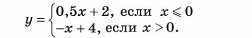 y = { 0,5x + 2, если x ⩽ 0
−x + 4, если x > 0.